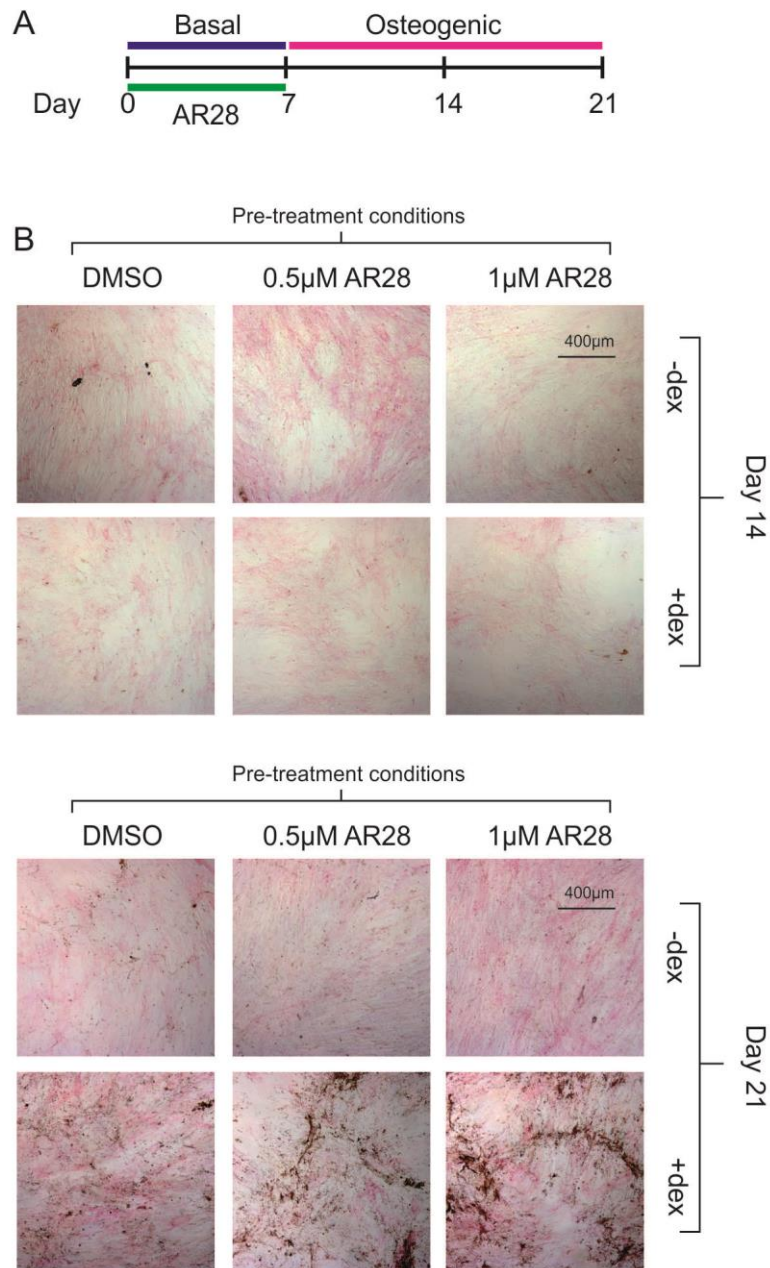 A
Basal Osteogenic
Day 0 7 14 21
AR28
B
Pre-treatment conditions
DMSO 0.5µM AR28 1µM AR28
400µm
-dex
+dex
Day 14
Pre-treatment conditions
DMSO 0.5µM AR28 1µM AR28
400µm
-dex
+dex
Day 21